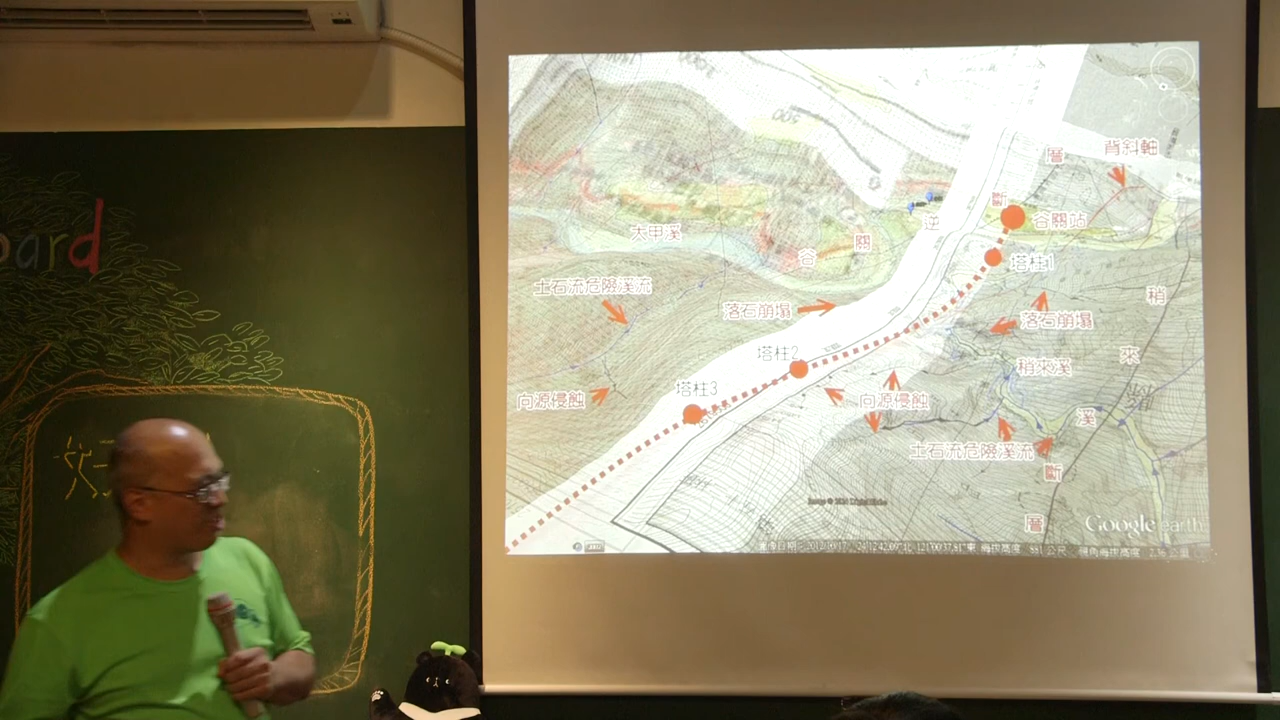 oard
500
層
背斜軸
斷
谷關站
逆
大甲溪
關
谷
塔柱1
土石流危險溪流
稍
落石崩塌
落石崩塌
塔柱2
來
稍來溪
塔柱3
向源侵蝕
向源侵蝕
溪
土石流危險溪流
斷
層
Google earth